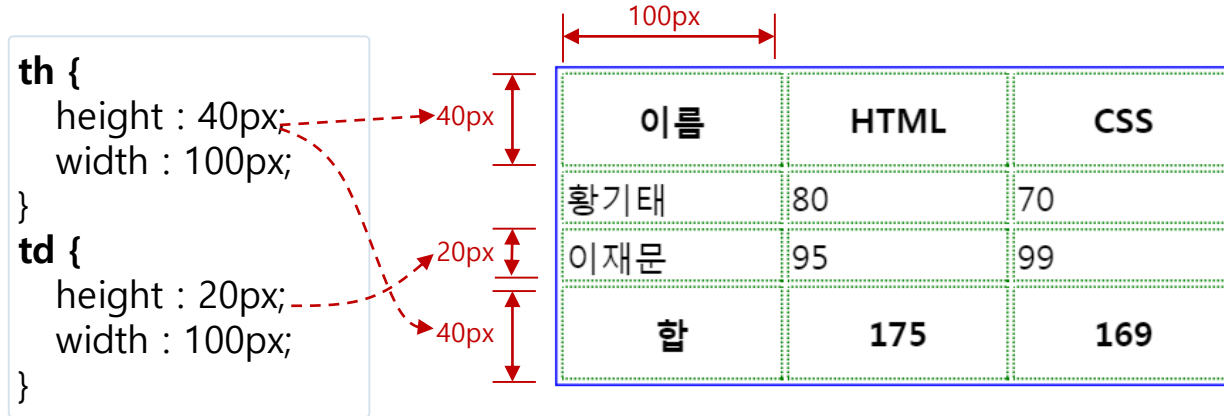 th {
height : 40px;
width : 100px;
}
td {
height : 20px;
width : 100px;
}
100px
40px
20px
40px
이름 HTML CSS
황기태 80 70
이재문 95 99
합 175 169